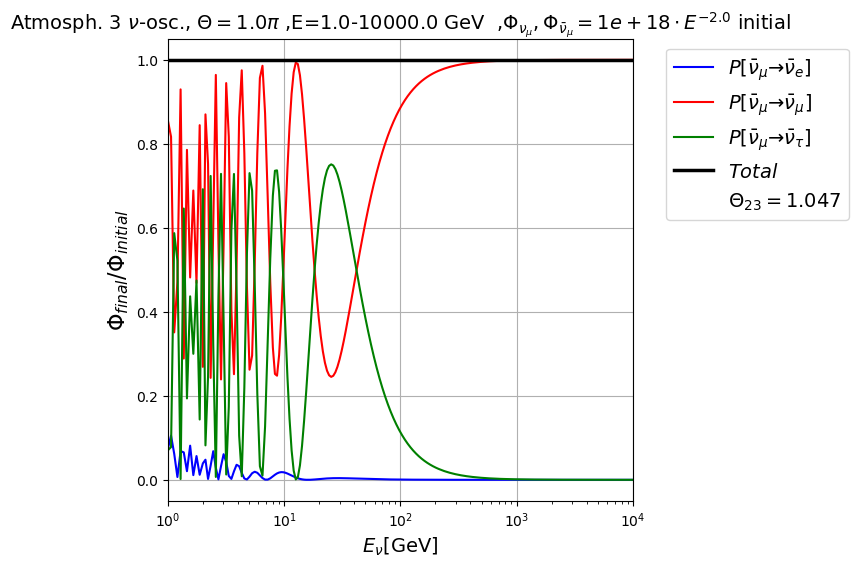 Atmosph. 3 ν-osc., Θ = 1.0π ,E=1.0-10000.0 GeV ,Φ_{ν_μ}, Φ_{ν̄_μ} = 1e + 18 · E^{-2.0} initial
P[ν̄_μ→ν̄_e]
P[ν̄_μ→ν̄_μ]
P[ν̄_μ→ν̄_τ]
Total
Θ_{23} = 1.047
Φ_{final}/Φ_{initial}
1.0
0.8
0.6
0.4
0.2
0.0
10^0 10^1 10^2 10^3 10^4
E_ν[GeV]